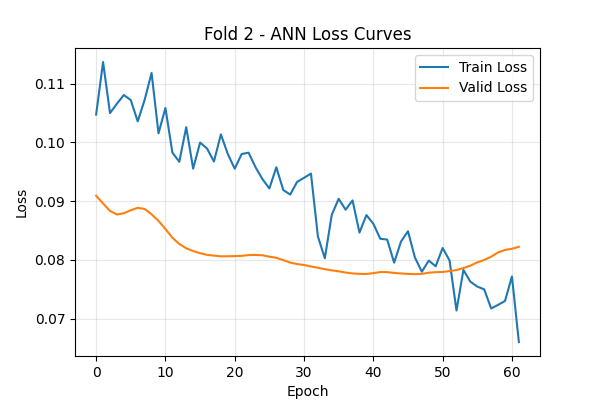 Fold 2 - ANN Loss Curves
Train Loss
Valid Loss
0.11
0.10
0.09
0.08
0.07
Loss
0 10 20 30 40 50 60
Epoch